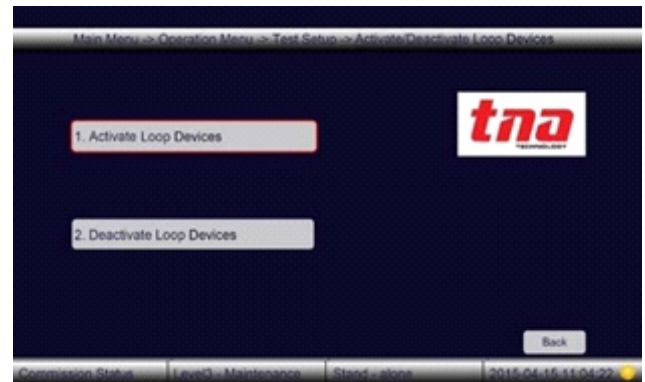 Main Menu -> Operation Menu -> Test Setup -> Activate/Deactivate Loop Devices
tna
TECHNOLOGY
1. Activate Loop Devices
2. Deactivate Loop Devices
Back
Commission Status Level3 - Maintenance Stand - alone 2015-04-15 11:04:22